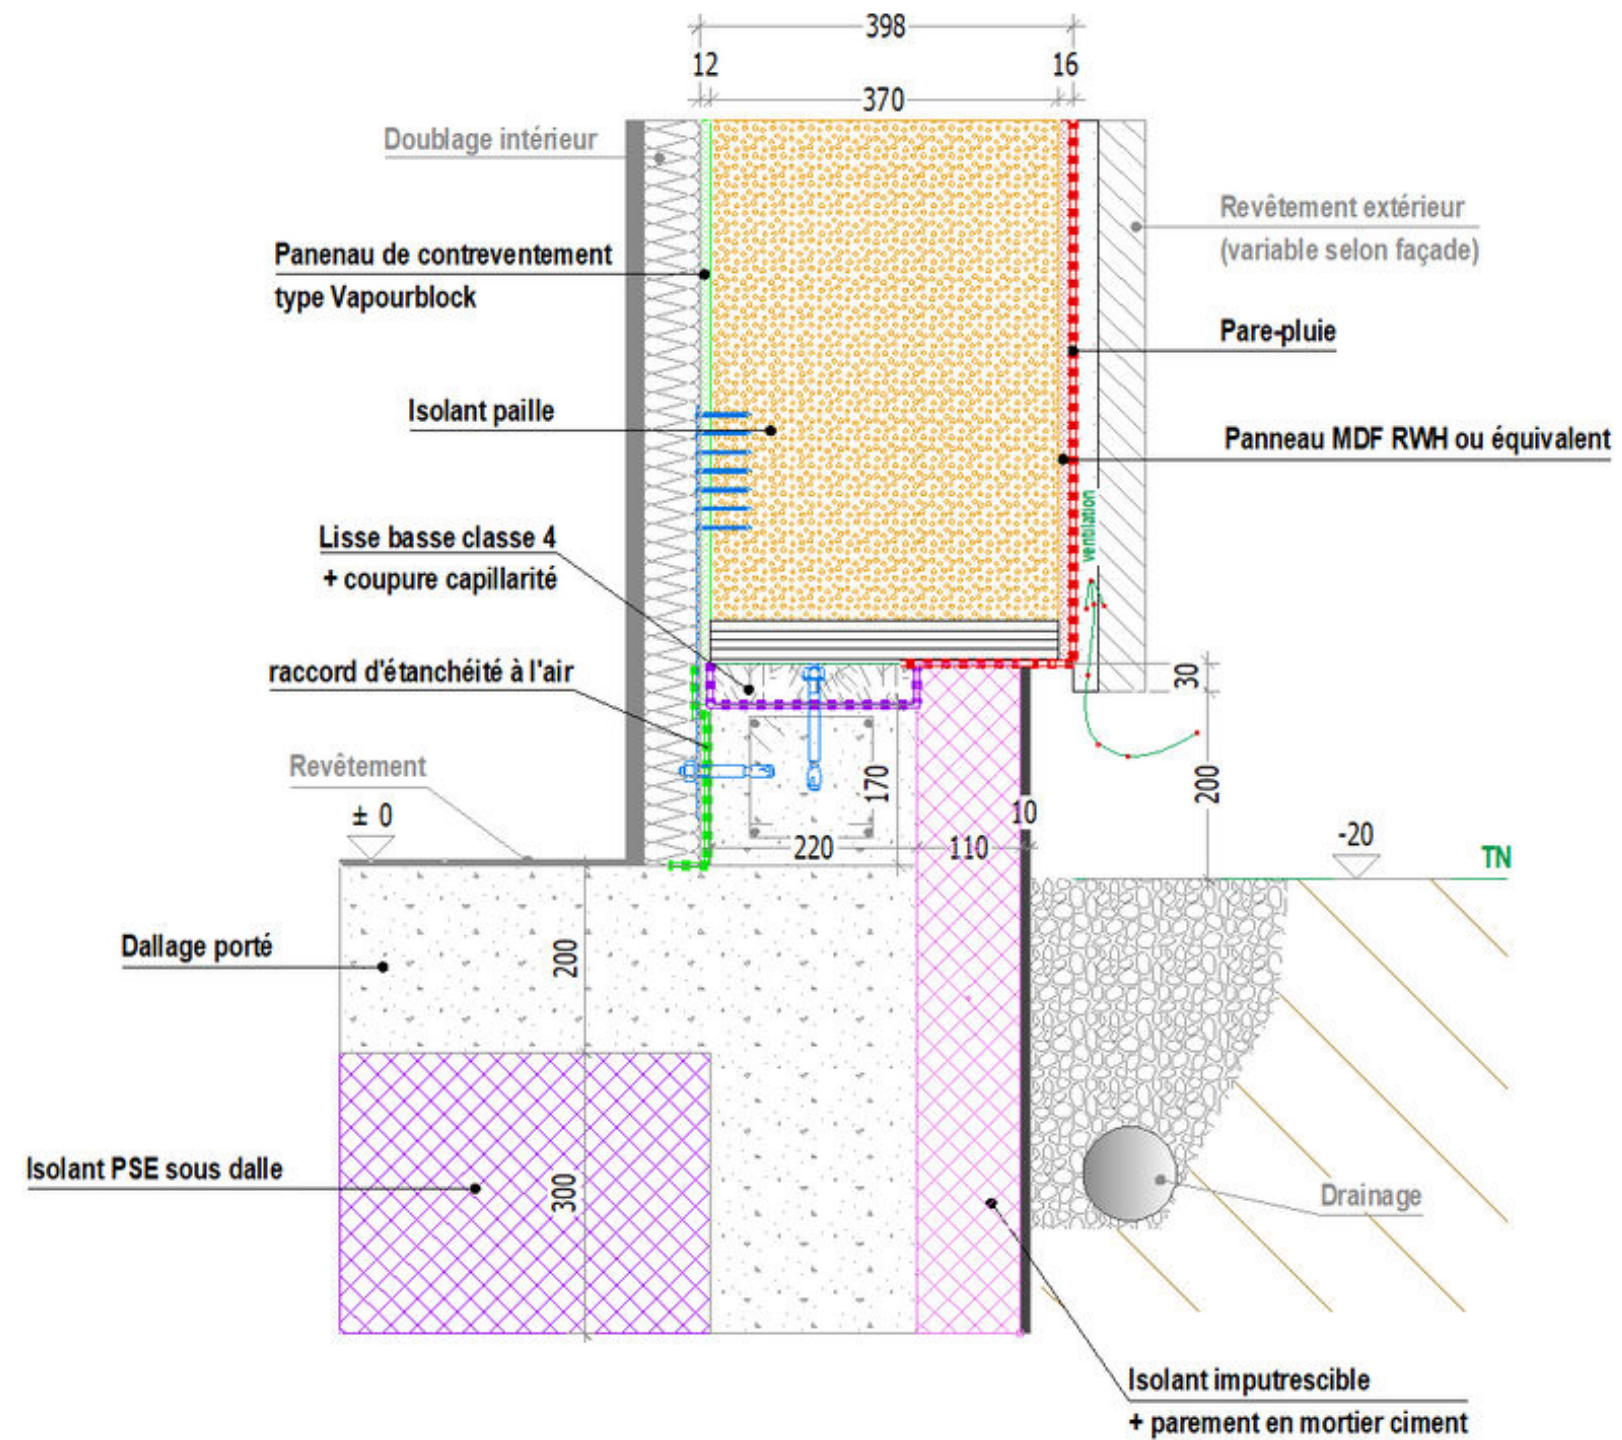 398
12
16
370
Doublage intérieur
Revêtement extérieur
(variable selon façade)
Panenau de contreventement
type Vapourblock
Pare-pluie
Isolant paille
Panneau MDF RWH ou équivalent
ventilation
Lisse basse classe 4
+ coupure capillarité
raccord d'étanchéité à l'air
30
Revêtement
± 0
170
200
10
220
110
-20
TN
Dallage porté
200
Isolant PSE sous dalle
300
Drainage
Isolant imputrescible
+ parement en mortier ciment